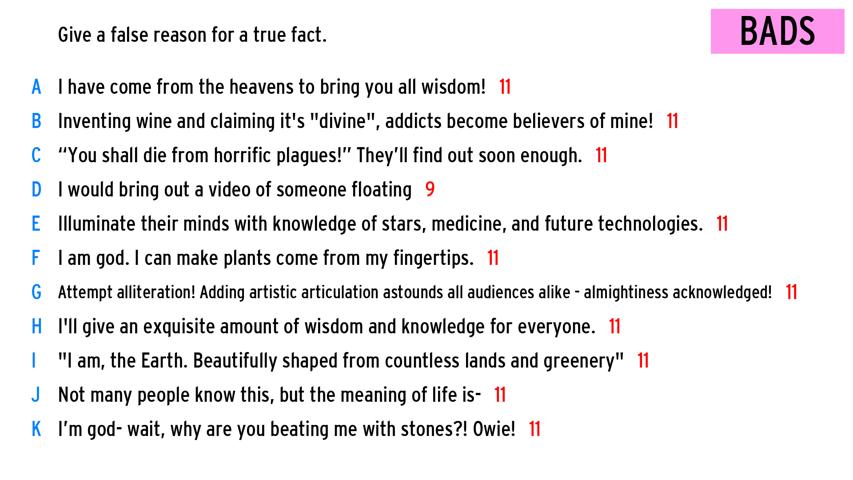 Give a false reason for a true fact.
BADS
A I have come from the heavens to bring you all wisdom! 11
B Inventing wine and claiming it's "divine", addicts become believers of mine! 11
C “You shall die from horrific plagues!” They’ll find out soon enough. 11
D I would bring out a video of someone floating 9
E Illuminate their minds with knowledge of stars, medicine, and future technologies. 11
F I am god. I can make plants come from my fingertips. 11
G Attempt alliteration! Adding artistic articulation astounds all audiences alike - almightiness acknowledged! 11
H I'll give an exquisite amount of wisdom and knowledge for everyone. 11
I "I am, the Earth. Beautifully shaped from countless lands and greenery" 11
J Not many people know this, but the meaning of life is- 11
K I’m god- wait, why are you beating me with stones?! Owie! 11